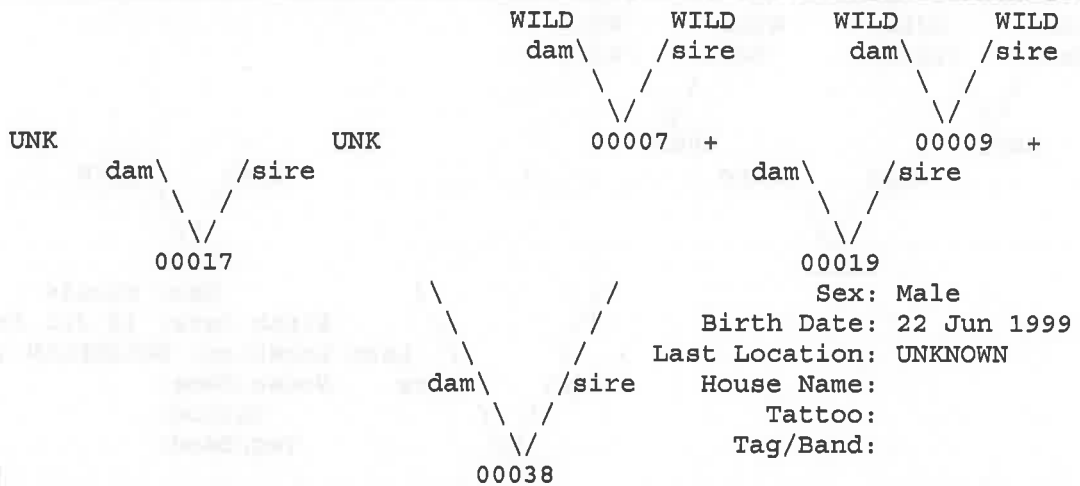 WILD WILD WILD WILD
dam\ /sire dam\ /sire
\ / \ /
\/ \/
UNK UNK 00007 + 00009 +
dam\ /sire dam\ /sire
\ / \ /
\/ \/
00017 00019
\ / Sex: Male
\ / Birth Date: 22 Jun 1999
\ / Last Location: UNKNOWN
dam\ /sire House Name:
\ / Tattoo:
\/ Tag/Band:
00038